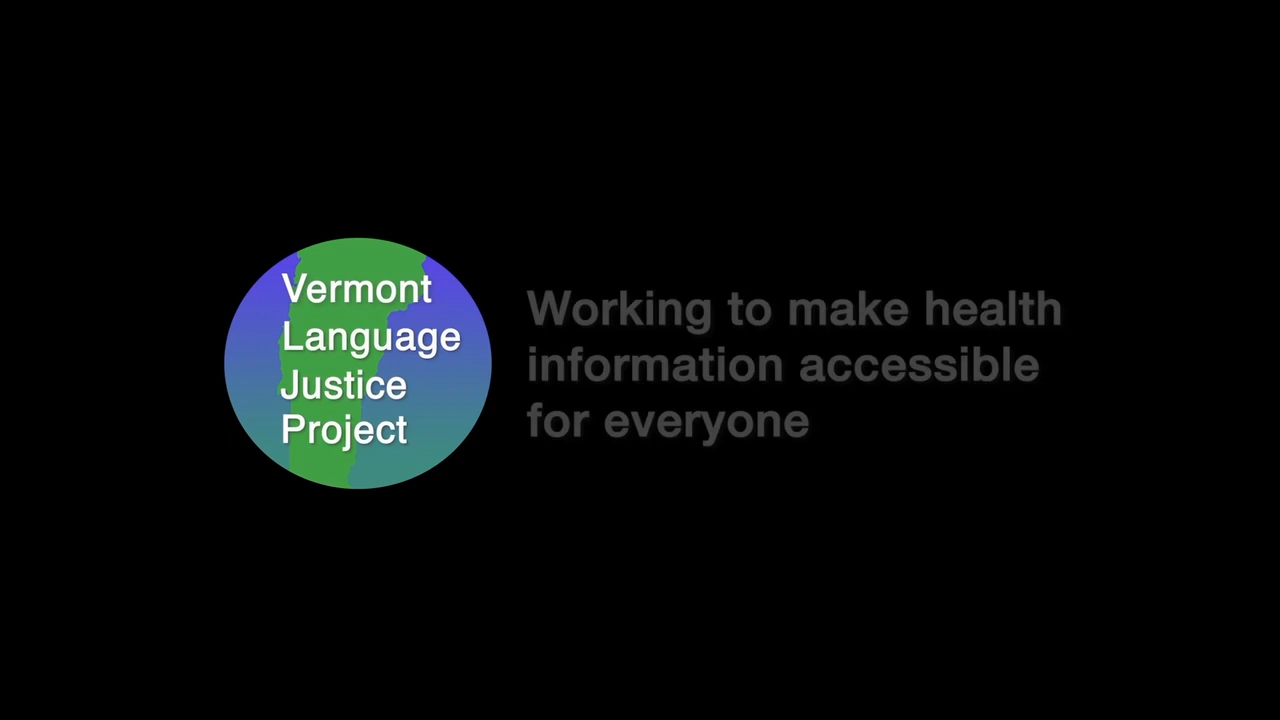 Vermont
Language
Justice
Project
Working to make health
information accessible
for everyone